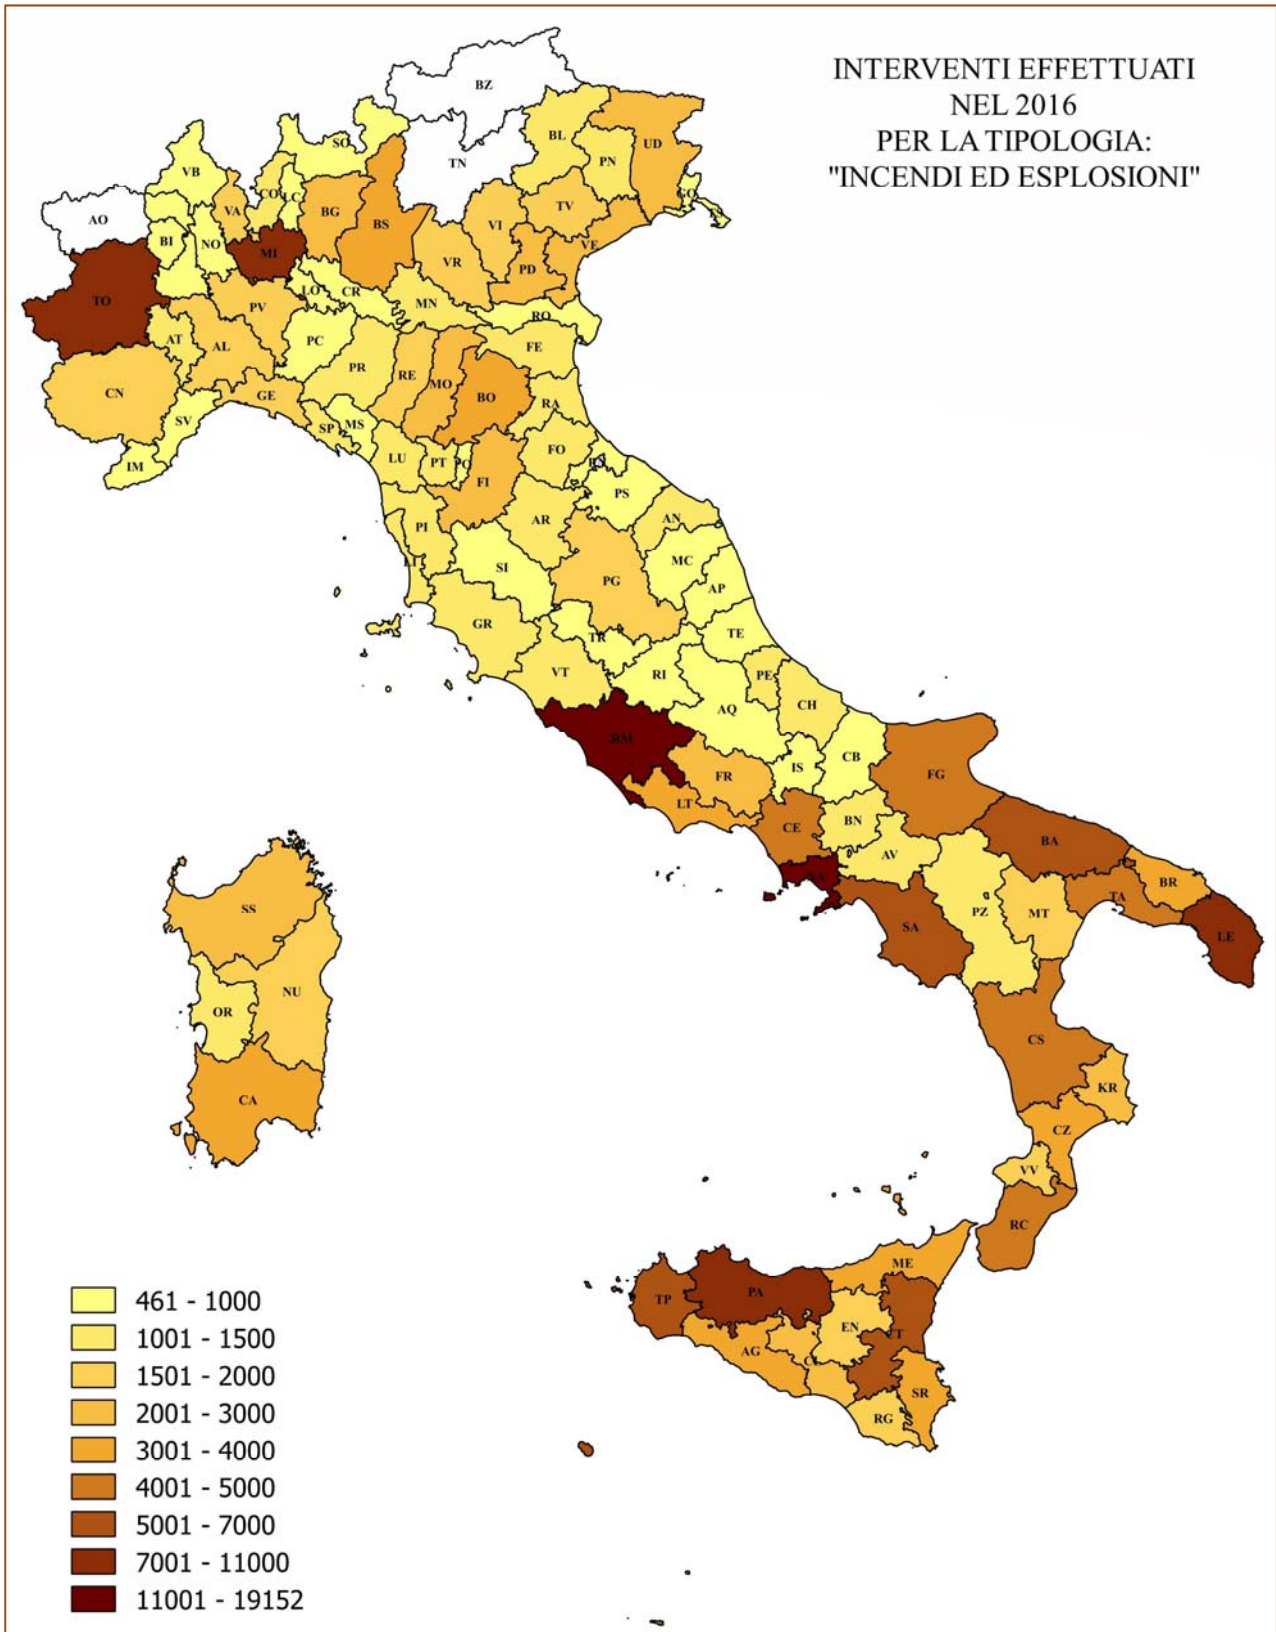 INTERVENTI EFFETTUATI
NEL 2016
PER LA TIPOLOGIA:
"INCENDI ED ESPLOSIONI"
BZ
SO
BL
TN
UD
PN
VB
CO
LC
GO
TS
AO
VA
BG
BS
TV
VI
BI
NO
MI
VE
VR
PD
TO
LO
CR
PV
MN
RO
AT
AL
PC
FE
PR
RE
MO
BO
CN
GE
RA
SV
SP
MS
FO
LU
PT
PO
IM
FI
PS
AR
AN
PI
LI
SI
MC
PG
AP
GR
TE
TR
VT
RI
PE
CH
AQ
RM
CB
IS
FR
FG
LT
CE
BN
BA
AV
NA
BR
TA
SS
PZ
MT
SA
LE
NU
OR
CS
KR
CA
CZ
VV
RC
ME
PA
TP
EN
CT
AG
CL
SR
RG
461 - 1000
1001 - 1500
1501 - 2000
2001 - 3000
3001 - 4000
4001 - 5000
5001 - 7000
7001 - 11000
11001 - 19152